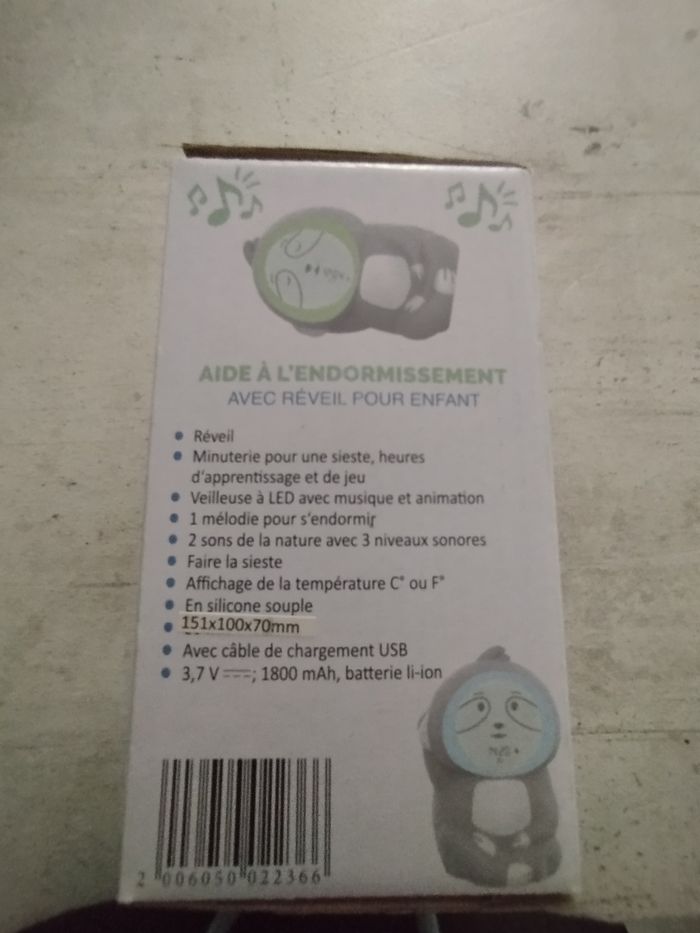 AIDE À L'ENDORMISSEMENT
AVEC RÉVEIL POUR ENFANT
• Réveil
• Minuterie pour une sieste, heures
d'apprentissage et de jeu
• Veilleuse à LED avec musique et animation
• 1 mélodie pour s'endormir
• 2 sons de la nature avec 3 niveaux sonores
• Faire la sieste
• Affichage de la température C° ou F°
• En silicone souple
• 151x100x70mm
• Avec câble de chargement USB
• 3,7 V ⎓; 1800 mAh, batterie li-ion
2 006050 022366